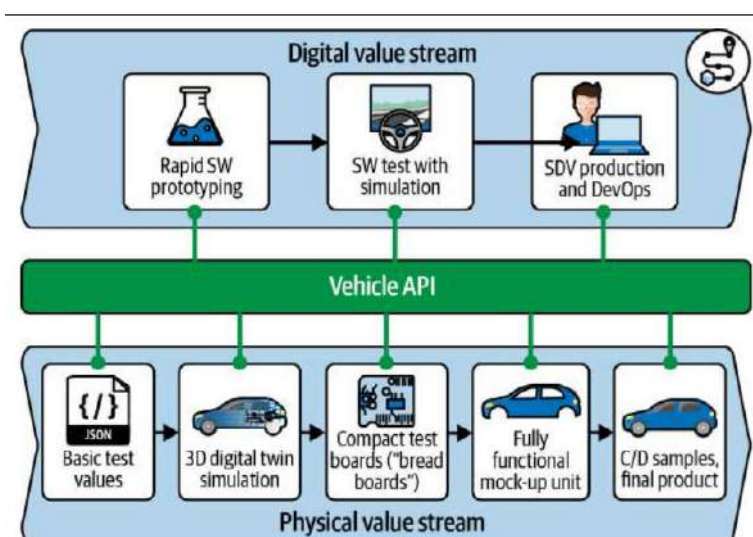 Digital value stream
Rapid SW
prototyping
SW test with
simulation
SDV production
and DevOps
Vehicle API
{/}
JSON
Basic test
values
3D digital twin
simulation
Compact test
boards ("bread
boards")
Fully
functional
mock-up unit
C/D samples,
final product
Physical value stream